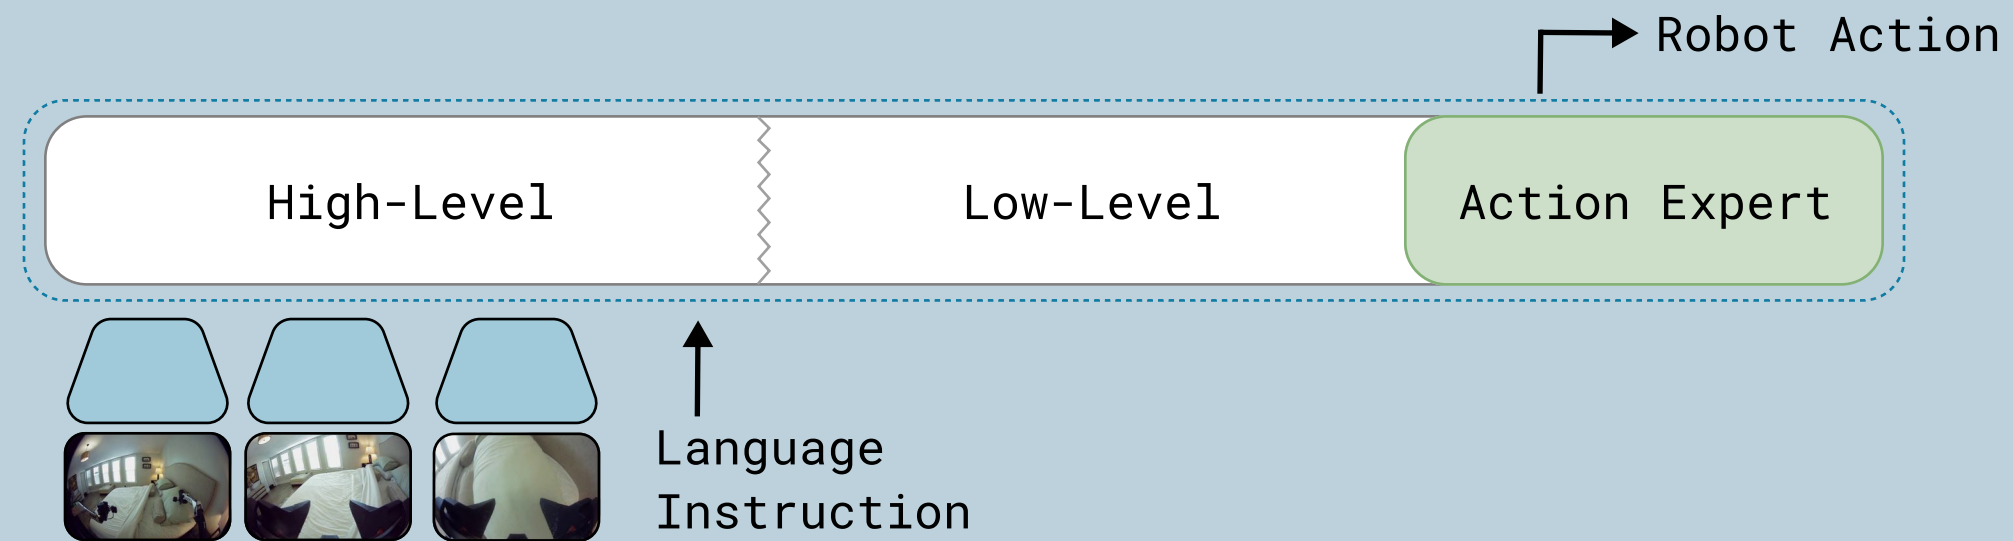 Robot Action
High-Level
Low-Level
Action Expert
Language
Instruction